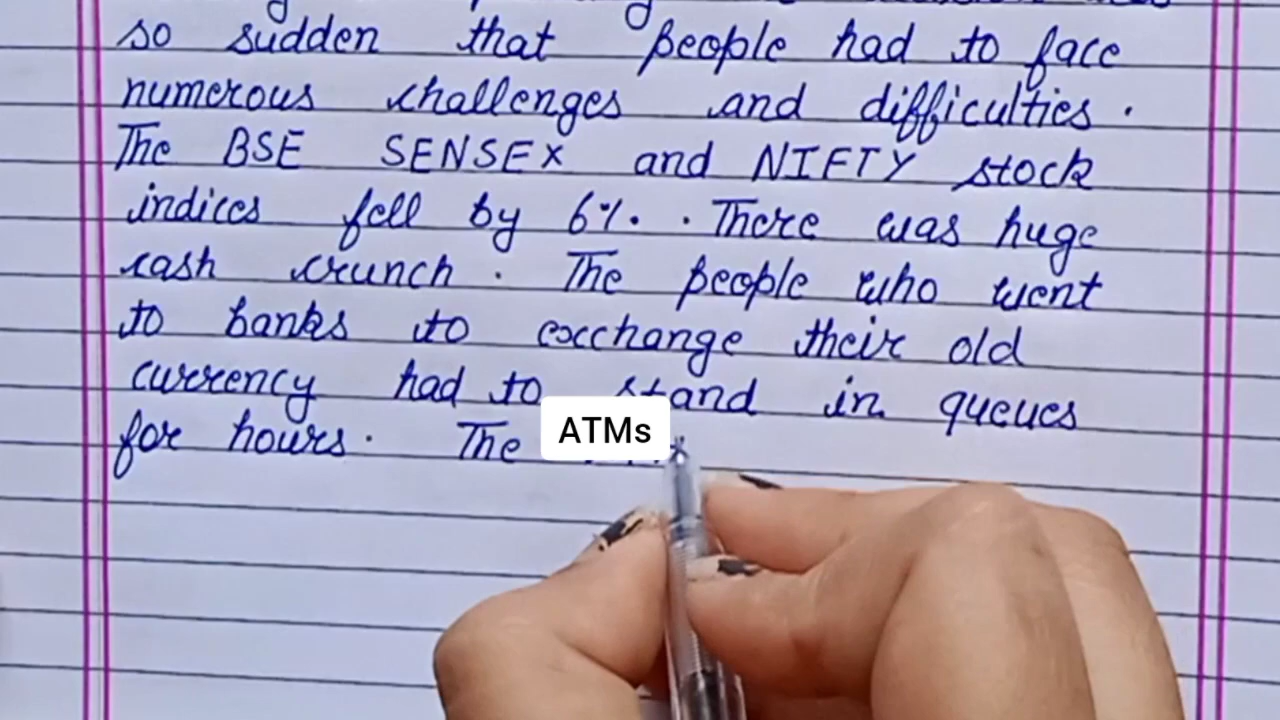 so sudden that people had to face
numerous challenges and difficulties.
The BSE SENSEX and NIFTY stock
indices fell by 6%. . There was huge
cash crunch. The people who went
to banks to excchange their old
currency had to stand in queues
for hours. The ATMs